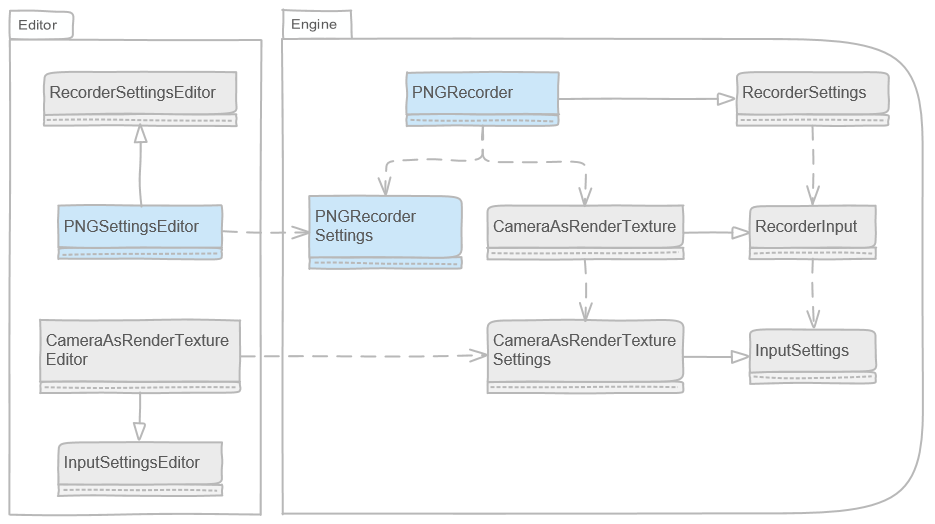 Editor
RecorderSettingsEditor
PNGSettingsEditor
CameraAsRenderTexture
Editor
InputSettingsEditor
Engine
PNGRecorder
RecorderSettings
PNGRecorder
Settings
CameraAsRenderTexture
RecorderInput
CameraAsRenderTexture
Settings
InputSettings